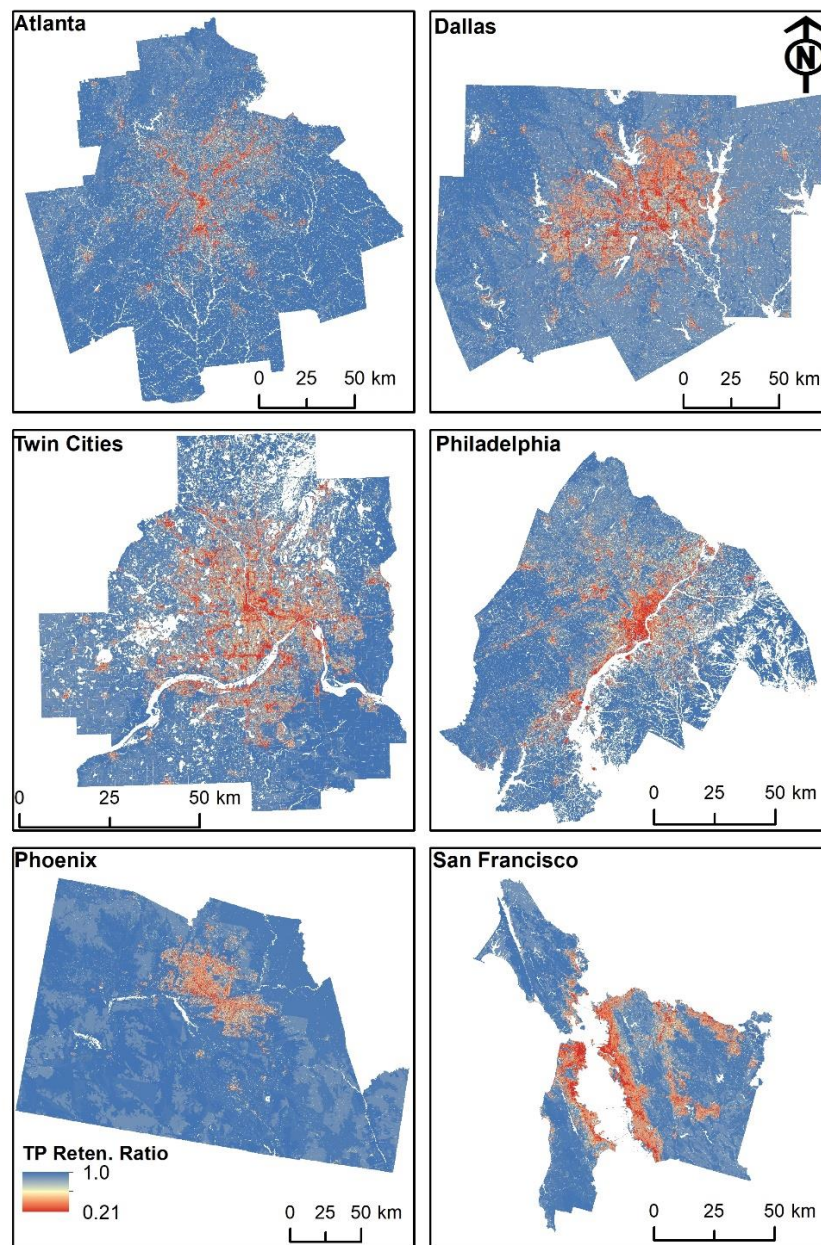 Atlanta
0 25 50 km
Dallas
N
0 25 50 km
Twin Cities
0 25 50 km
Philadelphia
0 25 50 km
Phoenix
TP Reten. Ratio
1.0
0.21
0 25 50 km
San Francisco
0 25 50 km